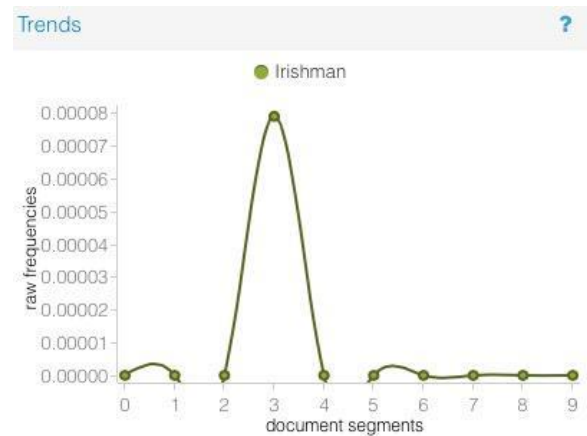 Trends ?
Irishman
raw frequencies
0.00008
0.00007
0.00006
0.00005
0.00004
0.00003
0.00002
0.00001
0.00000
0 1 2 3 4 5 6 7 8 9
document segments